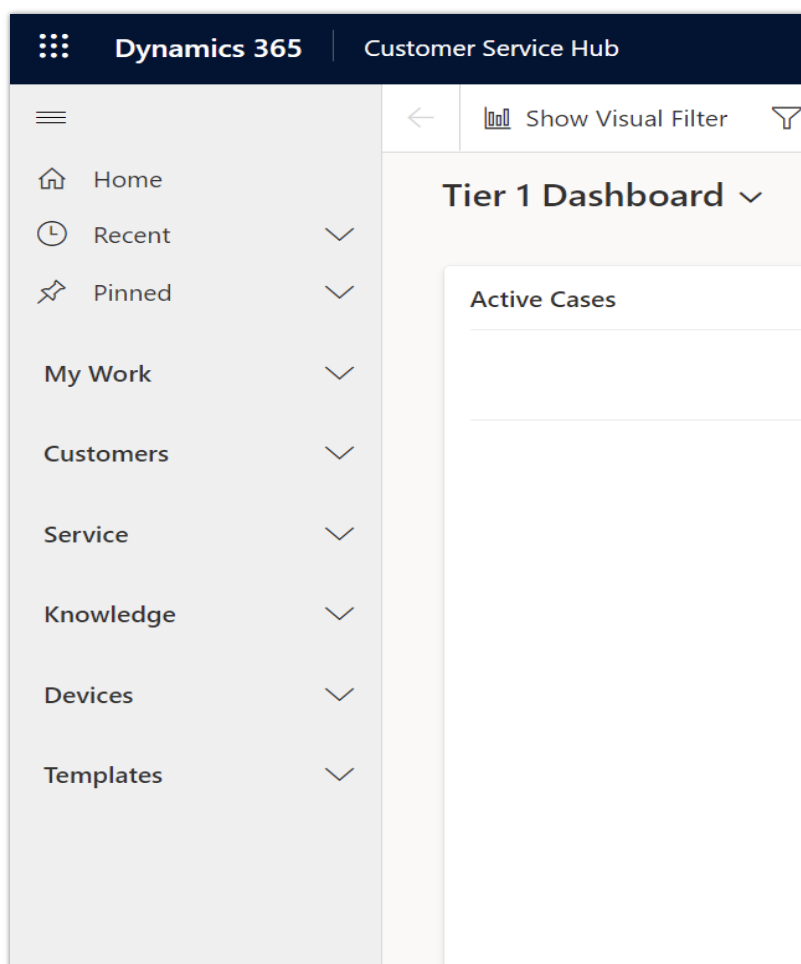 Dynamics 365
Customer Service Hub
Show Visual Filter
Home
Recent
Pinned
My Work
Customers
Service
Knowledge
Devices
Templates
Tier 1 Dashboard
Active Cases